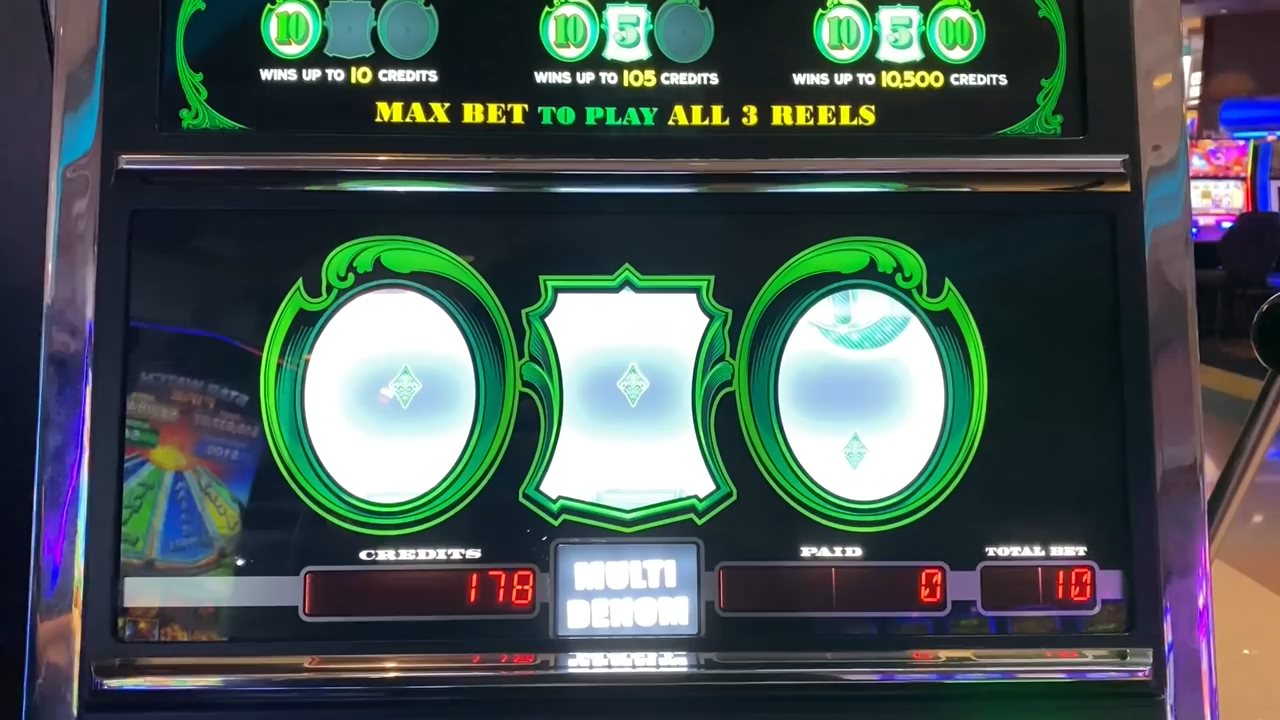 10
10 5
10 5 00
WINS UP TO 10 CREDITS
WINS UP TO 105 CREDITS
WINS UP TO 10,500 CREDITS
MAX BET TO PLAY ALL 3 REELS
CREDITS
PAID
TOTAL BET
178
MULTI
DENOM
0
10